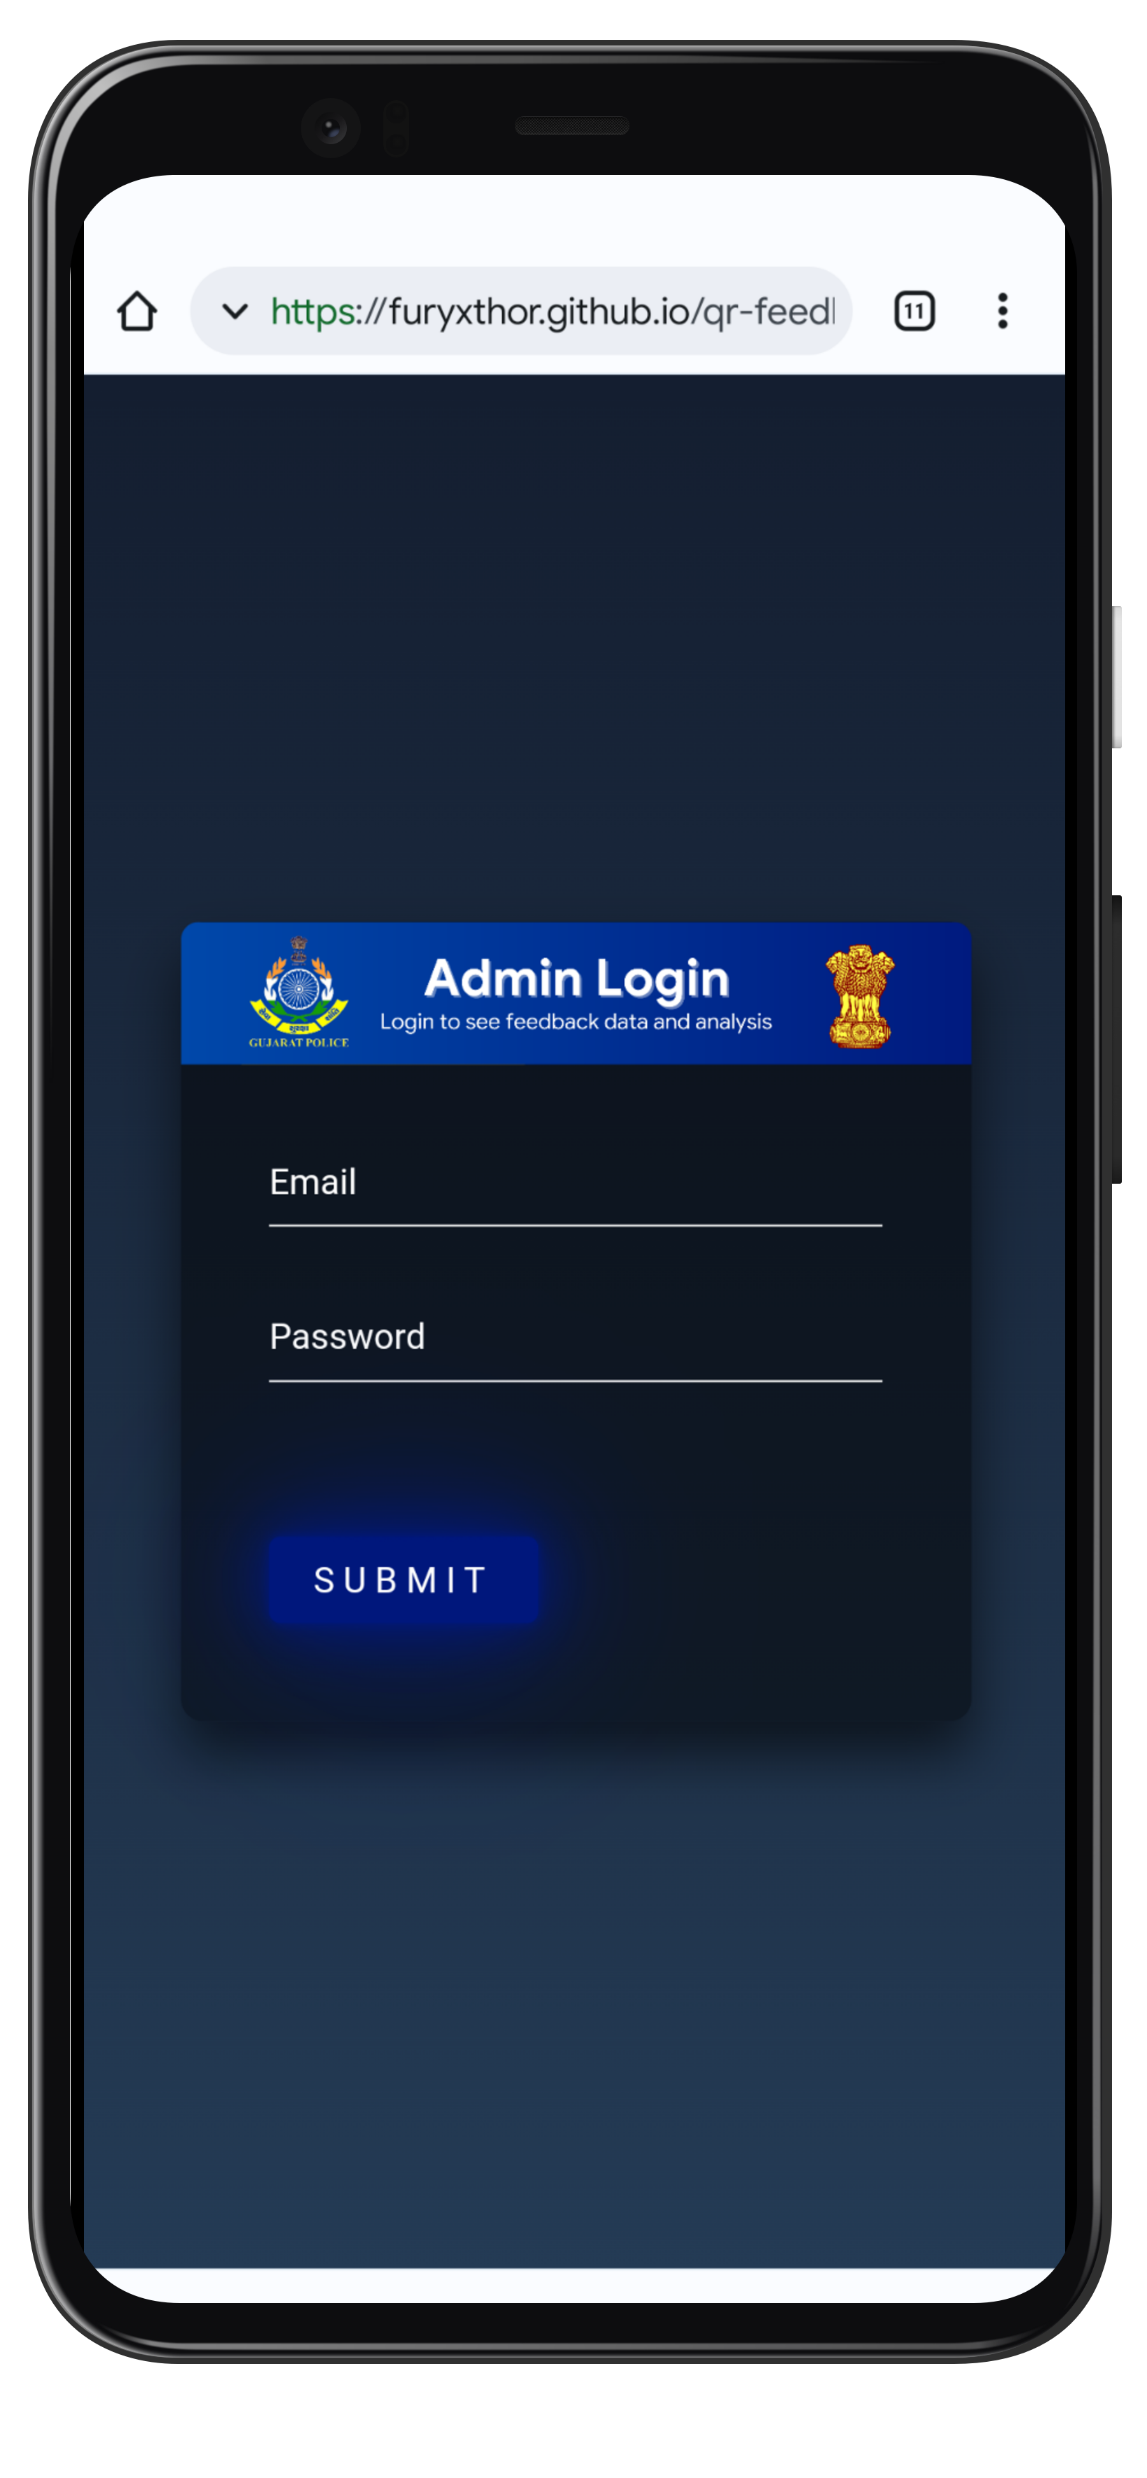 https://furyxthor.github.io/qr-feed
11
Admin Login
Login to see feedback data and analysis
GUJARAT POLICE
Email
Password
SUBMIT